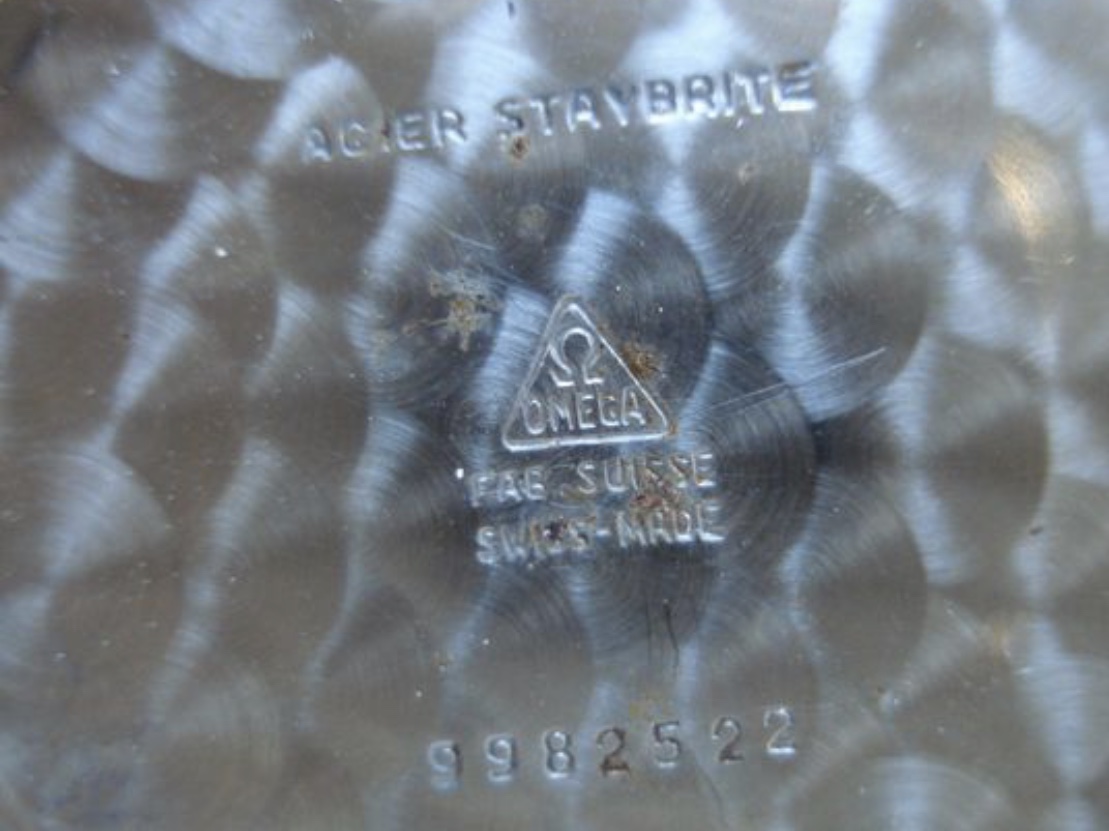 ACIER STAYBRITE
Ω
OMEGA
FAB SUISSE
SWISS-MADE
9982522